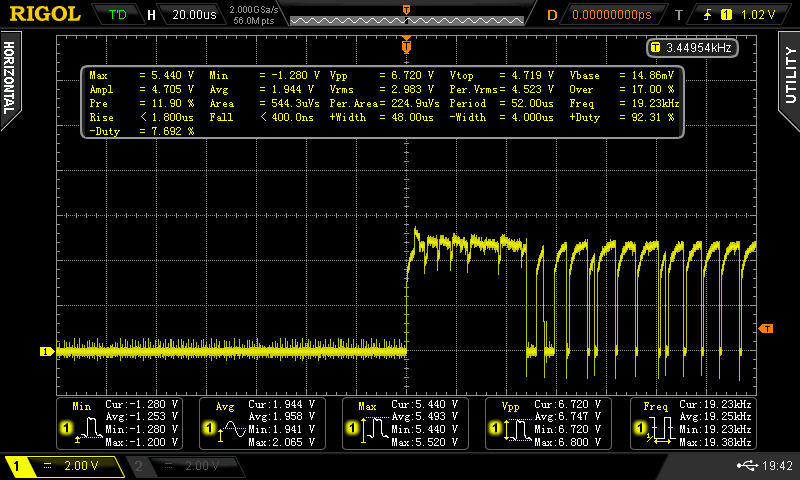 RIGOL T'D H 20.00us 2.000GSa/s 56.0M pts D 0.00000000ps T 1 1.02 V
HORIZONTAL
UTILITY
T
T 3.44954kHz
Max = 5.440 V Min = -1.280 V Vpp = 6.720 V Vtop = 4.719 V Vbase = 14.86mV
Ampl = 4.705 V Avg = 1.944 V Vrms = 2.983 V Per.Vrms= 4.523 V Over = 17.00 %
Pre = 11.90 % Area = 544.3uVs Per.Area= 224.9uVs Period = 52.00us Freq = 19.23kHz
Rise < 1.800us Fall < 400.0ns +Width = 48.00us -Width = 4.000us +Duty = 92.31 %
-Duty = 7.692 %
T
1
Min Cur:-1.280 V Avg:-1.253 V Min:-1.280 V Max:-1.200 V
1
Avg Cur:1.944 V Avg:1.958 V Min:1.941 V Max:2.065 V
1
Max Cur:5.440 V Avg:5.493 V Min:5.440 V Max:5.520 V
1
Vpp Cur:6.720 V Avg:6.747 V Min:6.720 V Max:6.800 V
1
Freq Cur:19.23kHz Avg:19.25kHz Min:19.23kHz Max:19.38kHz
1
1 = 2.00 V 2 = 2.00 V 19:42